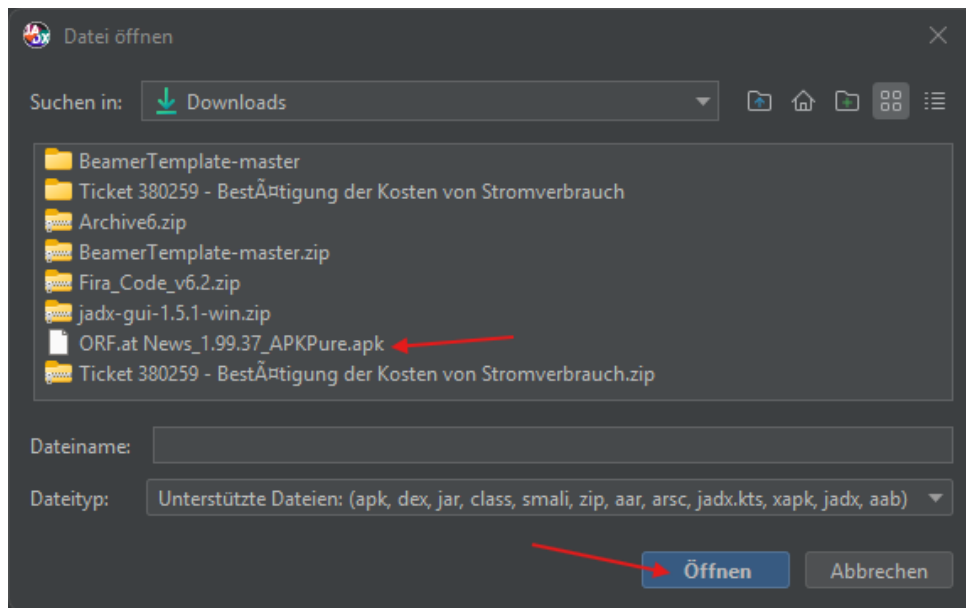 Datei öffnen
Suchen in: Downloads
BeamerTemplate-master
Ticket 380259 - BestÃ¤tigung der Kosten von Stromverbrauch
Archive6.zip
BeamerTemplate-master.zip
Fira_Code_v6.2.zip
jadx-gui-1.5.1-win.zip
ORF.at News_1.99.37_APKPure.apk
Ticket 380259 - BestÃ¤tigung der Kosten von Stromverbrauch.zip
Dateiname:
Dateityp: Unterstützte Dateien: (apk, dex, jar, class, smali, zip, aar, arsc, jadx.kts, xapk, jadx, aab)
Öffnen Abbrechen